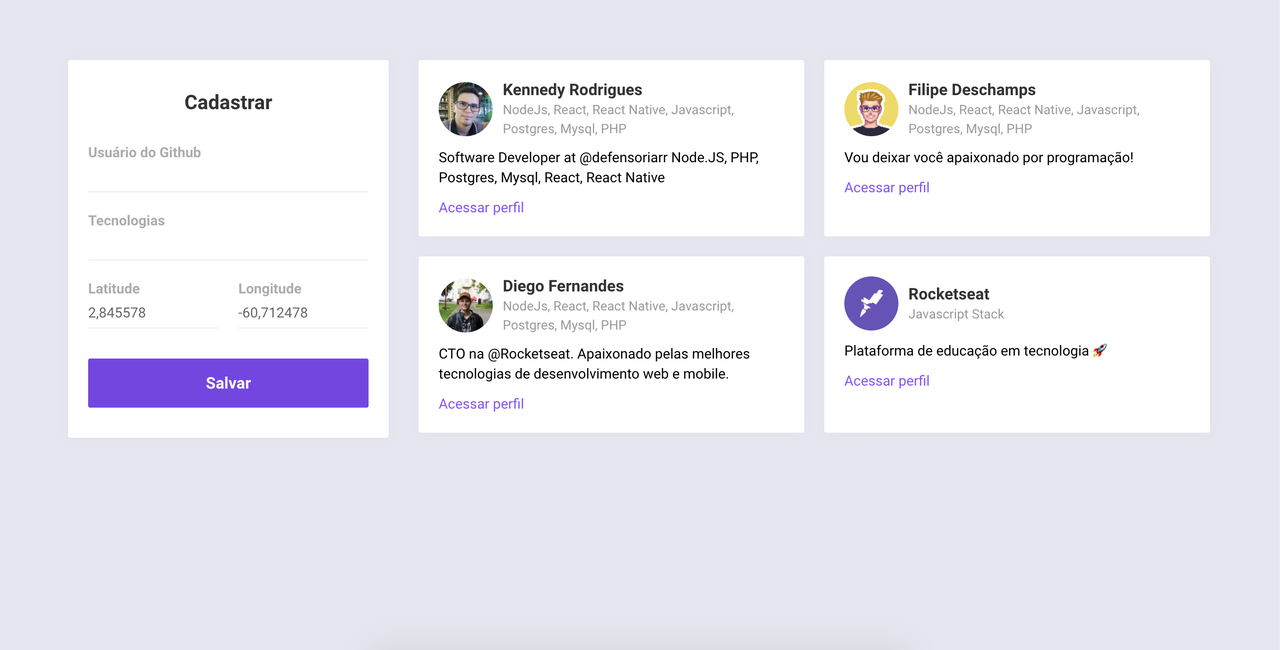 Cadastrar
Usuário do Github
Tecnologias
Latitude
Longitude
2,845578
-60,712478
Salvar
Kennedy Rodrigues
NodeJs, React, React Native, Javascript,
Postgres, Mysql, PHP
Software Developer at @defensoriarr Node.JS, PHP,
Postgres, Mysql, React, React Native
Acessar perfil
Filipe Deschamps
NodeJs, React, React Native, Javascript,
Postgres, Mysql, PHP
Vou deixar você apaixonado por programação!
Acessar perfil
Diego Fernandes
NodeJs, React, React Native, Javascript,
Postgres, Mysql, PHP
CTO na @Rocketseat. Apaixonado pelas melhores
tecnologias de desenvolvimento web e mobile.
Acessar perfil
Rocketseat
Javascript Stack
Plataforma de educação em tecnologia 🚀
Acessar perfil